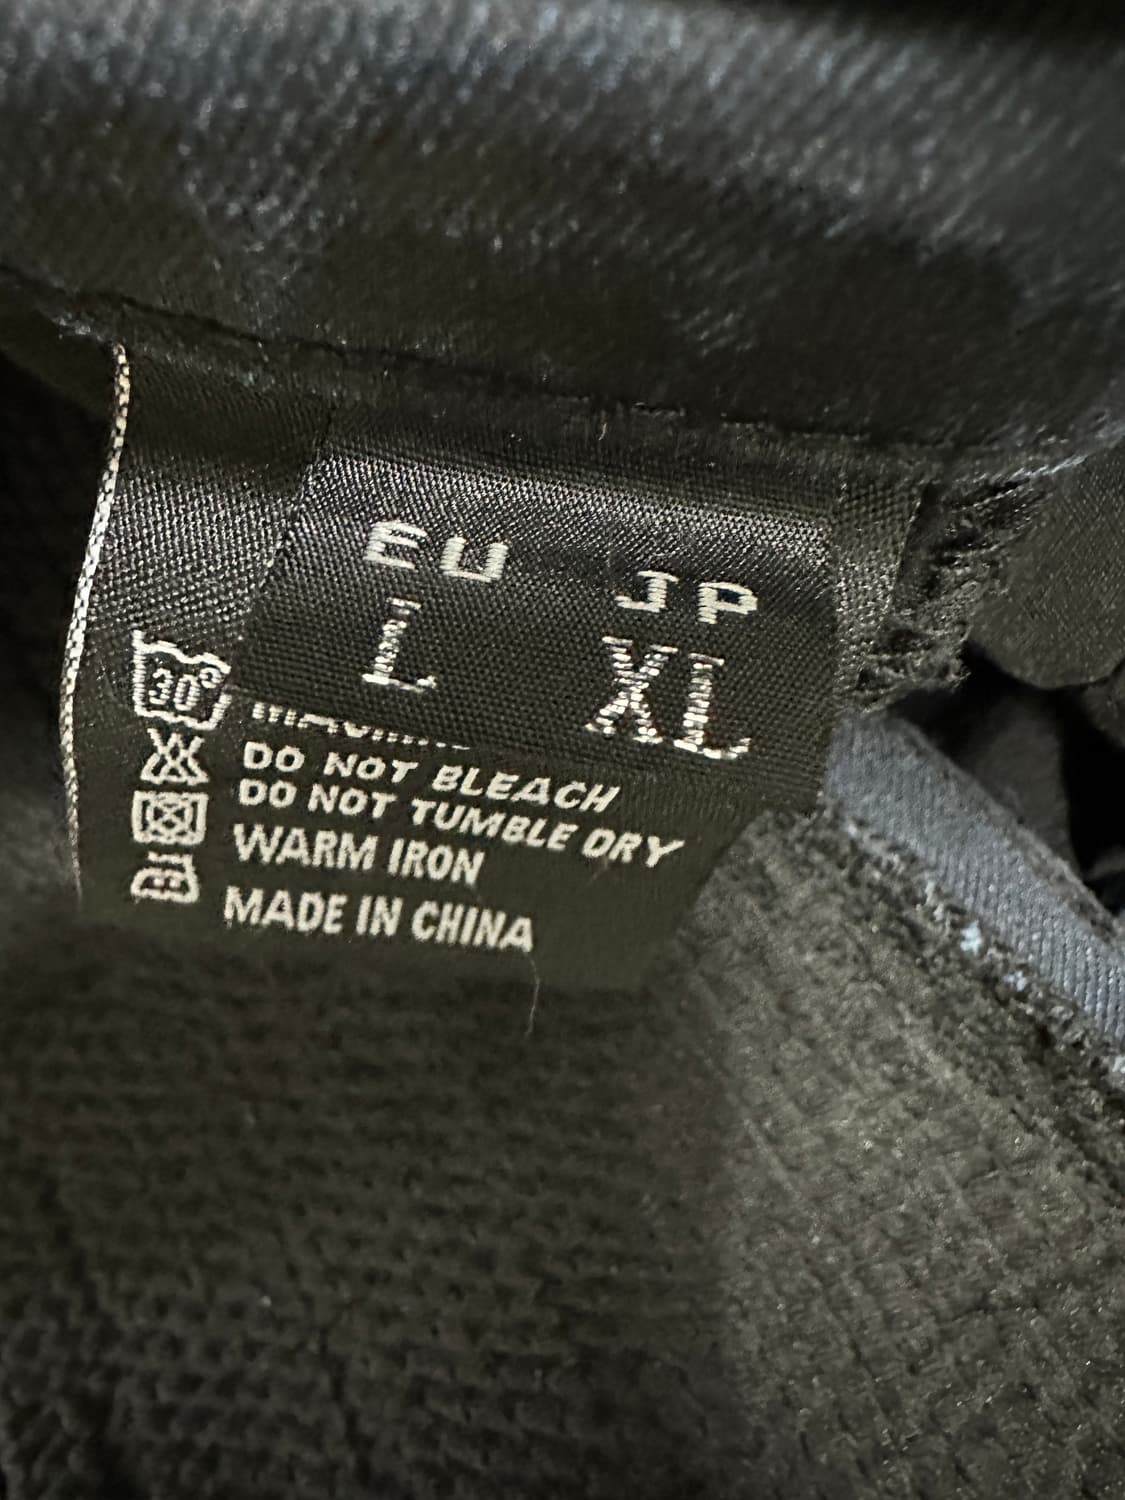 EU JP
L XL
30°
DO NOT BLEACH
DO NOT TUMBLE DRY
WARM IRON
MADE IN CHINA